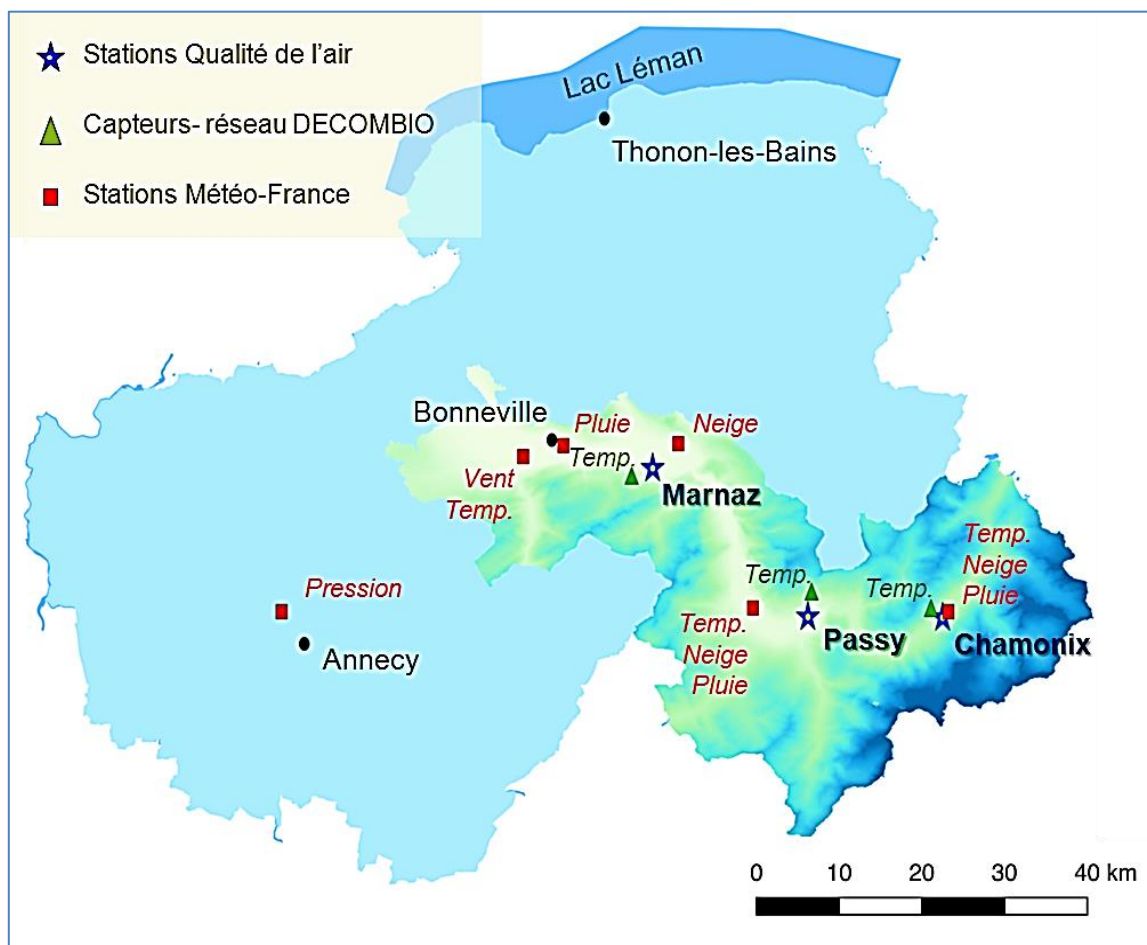 Stations Qualité de l'air
Capteurs- réseau DECOMBIO
Stations Météo-France
Lac Léman
Thonon-les-Bains
Bonneville
Pluie
Neige
Temp.
Vent
Temp.
Marnaz
Pression
Annecy
Temp.
Neige
Pluie
Temp.
Passy
Temp.
Temp.
Neige
Pluie
Chamonix
0 10 20 30 40 km